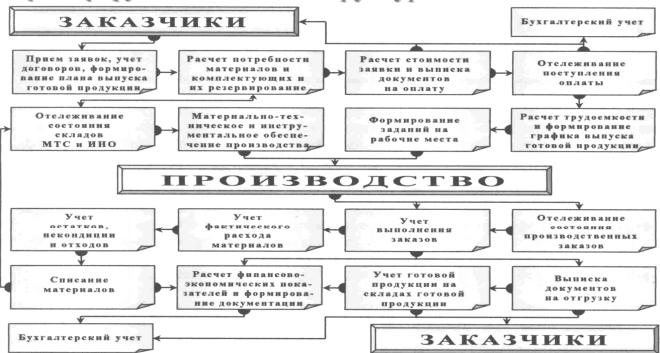 ЗАКАЗЧИКИ
Бухгалтерский учет
Прием заявок, учет
договоров, формиро-
вание плана выпуска
готовой продукции
Расчет потребности
материалов и
комплектующих и
их резервирование
Расчет стоимости
заявки и выписка
документов
на оплату
Отслеживание
поступления
оплаты
Отслеживание
состояния
складов
МТС и ИНО
Материально-тех-
ническое и инстру-
ментальное обеспе-
чение производства
Формирование
заданий на
рабочие места
Расчет трудоемкости
и формирование
графика выпуска
готовой продукции
ПРОИЗВОДСТВО
Учет
остатков,
некондиции
и отходов
Учет
фактического
расхода
материалов
Учет
выполнения
заказов
Отслеживание
состояния
производственных
заказов
Списание
материалов
Расчет финансово-
экономических пока-
зателей и формирова-
ние документации
Учет готовой
продукции на
складах готовой
продукции
Выписка
документов
на отгрузку
Бухгалтерский учет
ЗАКАЗЧИКИ